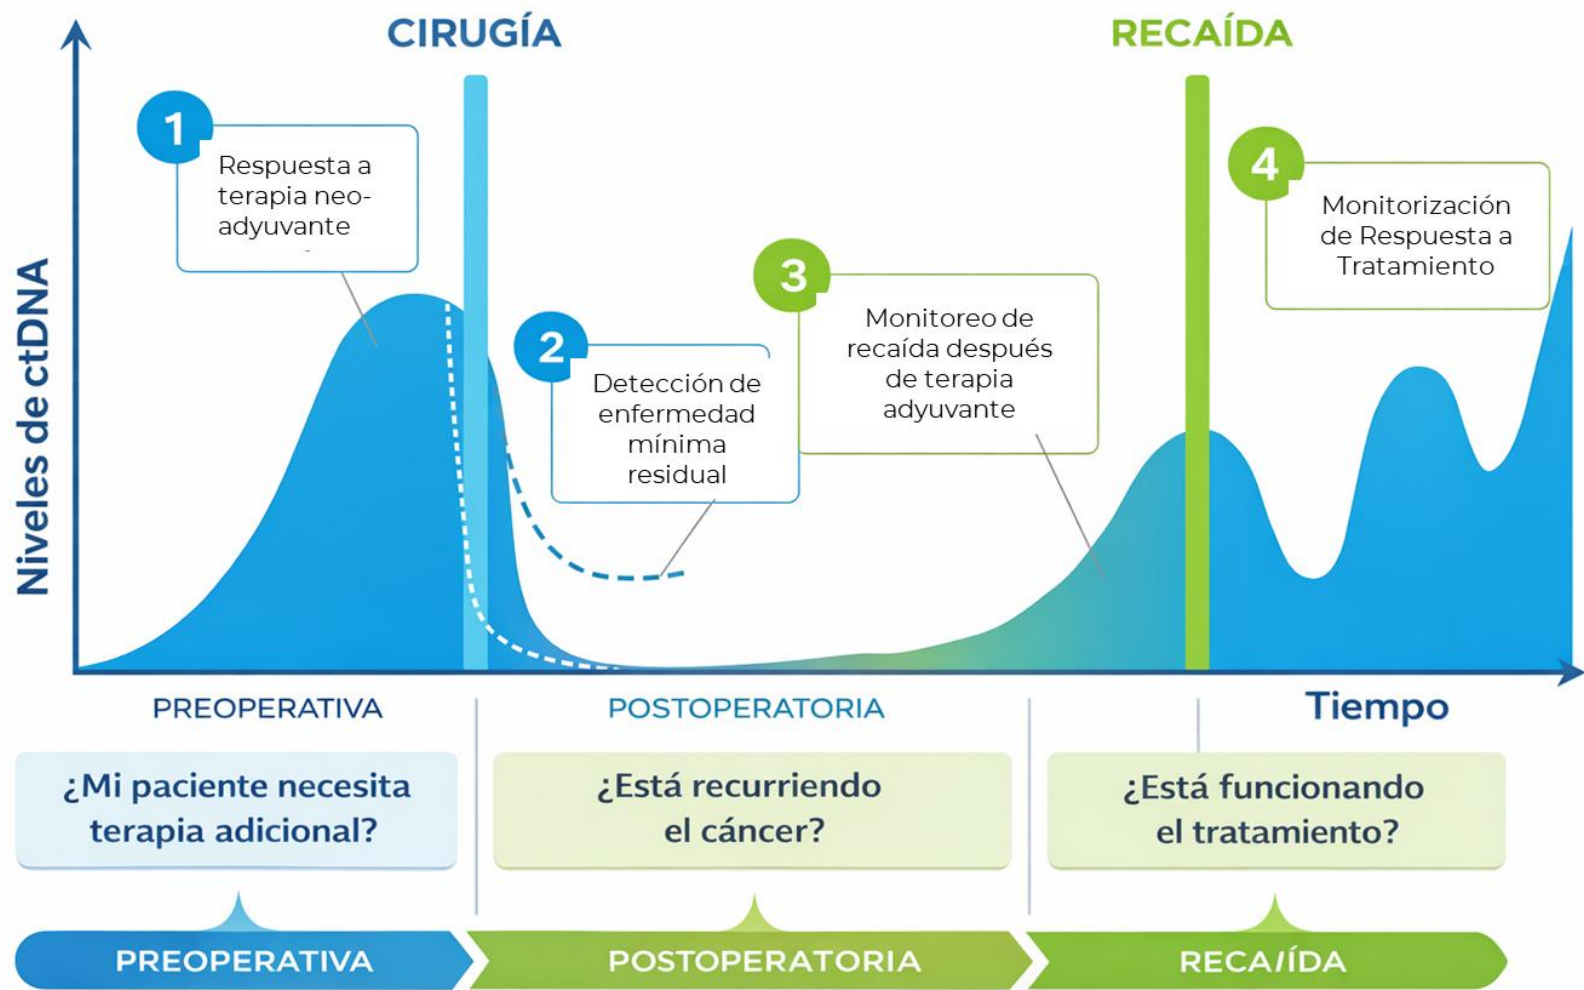 CIRUGÍA
RECAÍDA
Niveles de ctDNA
1
Respuesta a
terapia neo-
adyuvante
2
Detección de
enfermedad
mínima
residual
3
Monitoreo de
recaída después
de terapia
adyuvante
4
Monitorización
de Respuesta a
Tratamiento
PREOPERATIVA
POSTOPERATORIA
Tiempo
¿Mi paciente necesita
terapia adicional?
¿Está recurriendo
el cáncer?
¿Está funcionando
el tratamiento?
PREOPERATIVA
POSTOPERATORIA
RECA/IÍDA